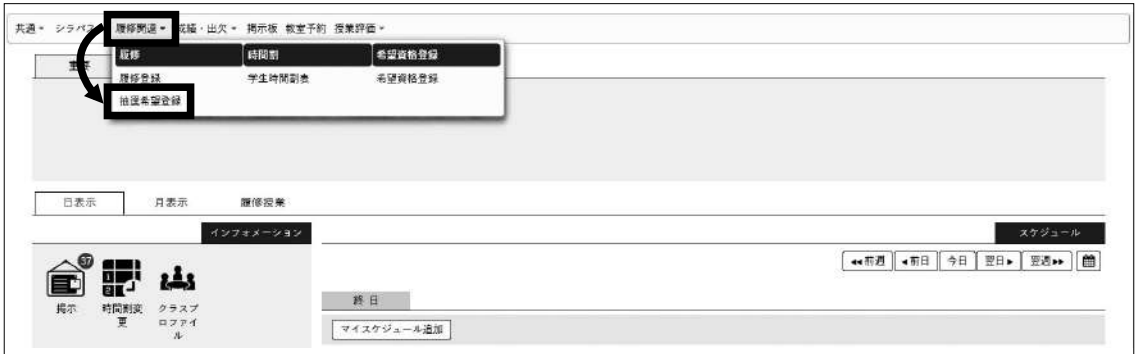 共通 シラバス 履修関連 成績・出欠 掲示板 教室予約 授業評価
重要
履修 時間割 希望資格登録
履修登録 学生時間割表 希望資格登録
抽選希望登録
日表示 月表示 履修授業
インフォメーション スケジュール
◀◀前週 ◀前日 今日 翌日▶ 翌週▶▶
37
掲示 時間割変更 クラスプロファイル
終日
マイスケジュール追加